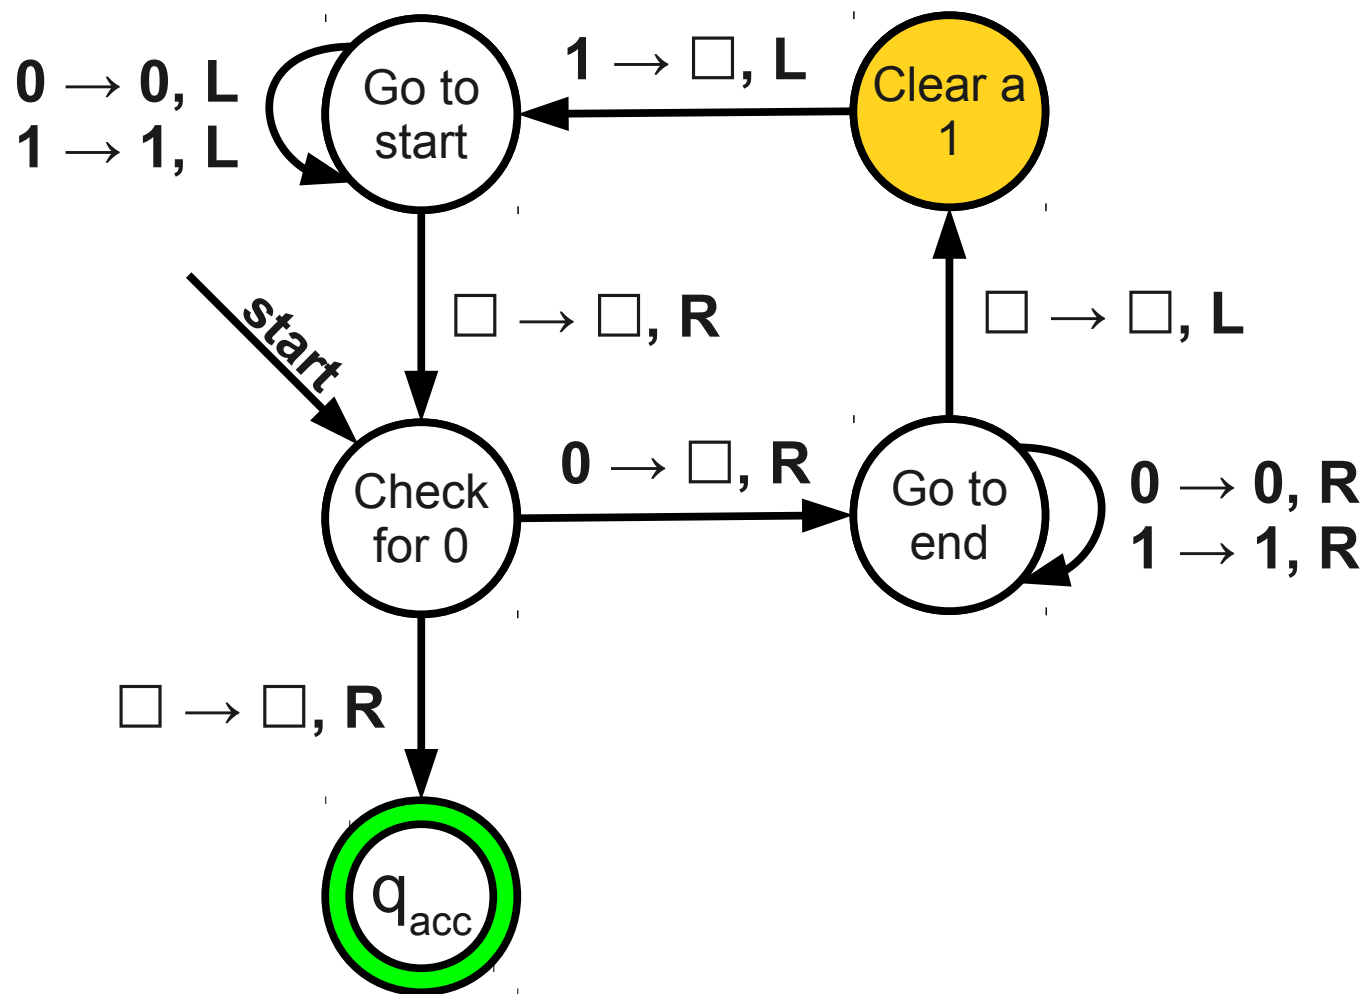 0 → 0, L
1 → 1, L
Go to
start
1 → □, L
Clear a
1
□ → □, R
□ → □, L
start
Check
for 0
0 → □, R
Go to
end
0 → 0, R
1 → 1, R
□ → □, R
qacc